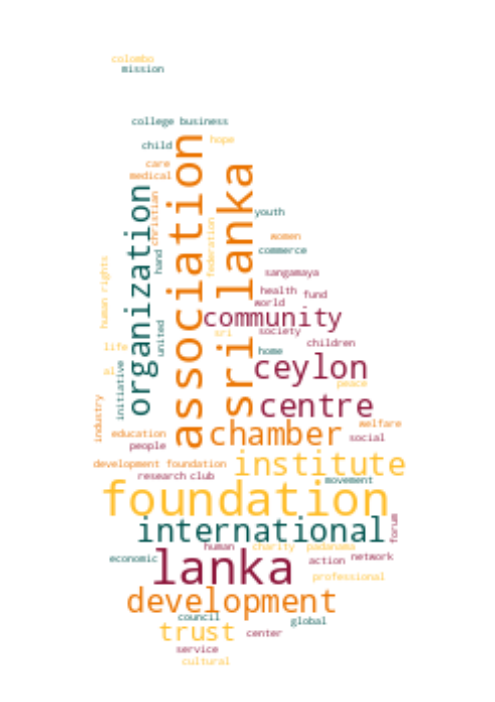 colombo
mission
college business
child
hope
care
medical
association
sri lanka
organization
christian
hand
federation
youth
women
commerce
human rights
sangamaya
health
fund
world
community
society
sri
united
children
life
home
ceylon
al
initiative
peace
centre
industry
welfare
chamber
education
social
people
development foundation
institute
research
club
movement
foundation
international
forum
human
charity
padanama
lanka
economic
action
network
professional
development
council
global
trust
center
service
cultural